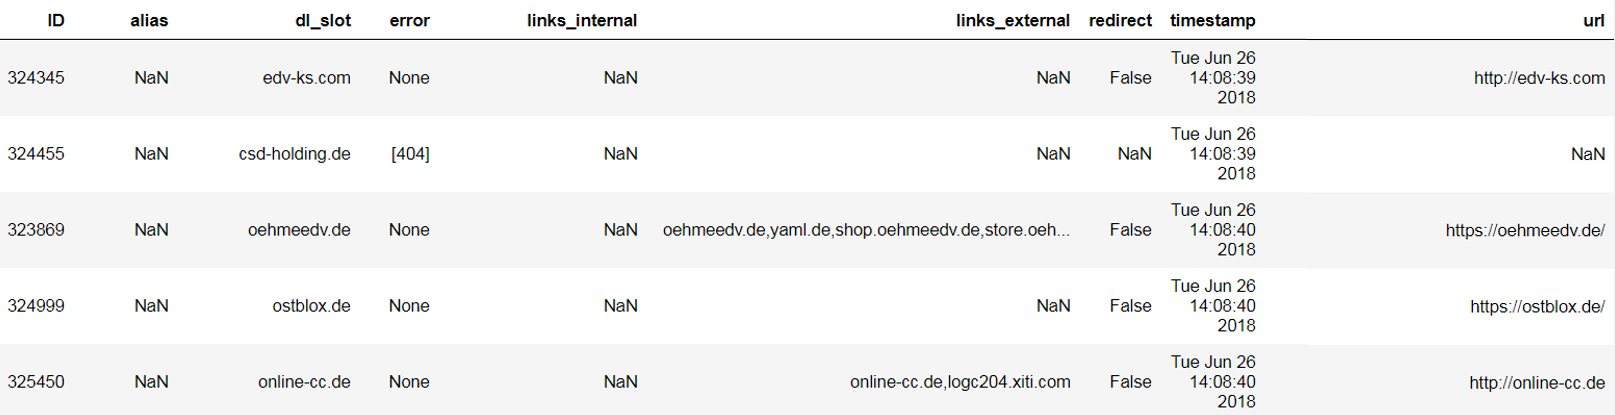 ID alias dl_slot error links_internal links_external redirect timestamp url
Tue Jun 26
324345 NaN edv-ks.com None NaN NaN False 14:08:39 http://edv-ks.com
2018
Tue Jun 26
324455 NaN csd-holding.de [404] NaN NaN NaN 14:08:39 NaN
2018
Tue Jun 26
323869 NaN oehmeedv.de None NaN oehmeedv.de,yaml.de,shop.oehmeedv.de,store.oeh... False 14:08:40 https://oehmeedv.de/
2018
Tue Jun 26
324999 NaN ostblox.de None NaN NaN False 14:08:40 https://ostblox.de/
2018
Tue Jun 26
325450 NaN online-cc.de None NaN online-cc.de,logc204.xiti.com False 14:08:40 http://online-cc.de
2018